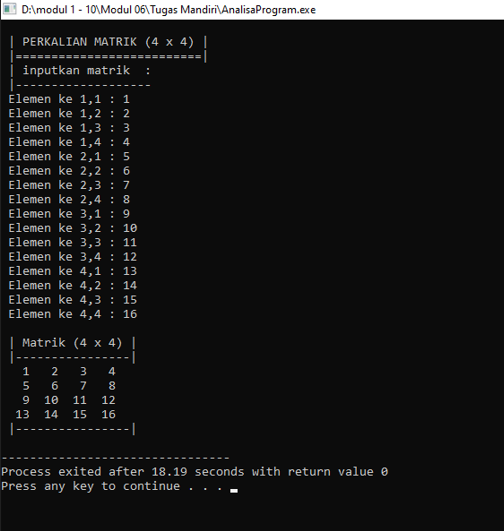 D:\modul 1 - 10\Modul 06\Tugas Mandiri\AnalisaProgram.exe
| PERKALIAN MATRIK (4 x 4) |
|==========================|
| inputkan matrik  :
|-------------------
Elemen ke 1,1 : 1
Elemen ke 1,2 : 2
Elemen ke 1,3 : 3
Elemen ke 1,4 : 4
Elemen ke 2,1 : 5
Elemen ke 2,2 : 6
Elemen ke 2,3 : 7
Elemen ke 2,4 : 8
Elemen ke 3,1 : 9
Elemen ke 3,2 : 10
Elemen ke 3,3 : 11
Elemen ke 3,4 : 12
Elemen ke 4,1 : 13
Elemen ke 4,2 : 14
Elemen ke 4,3 : 15
Elemen ke 4,4 : 16
| Matrik (4 x 4) |
|----------------|
  1   2   3   4
  5   6   7   8
  9  10  11  12
 13  14  15  16
|----------------|
--------------------------------
Process exited after 18.19 seconds with return value 0
Press any key to continue . . .